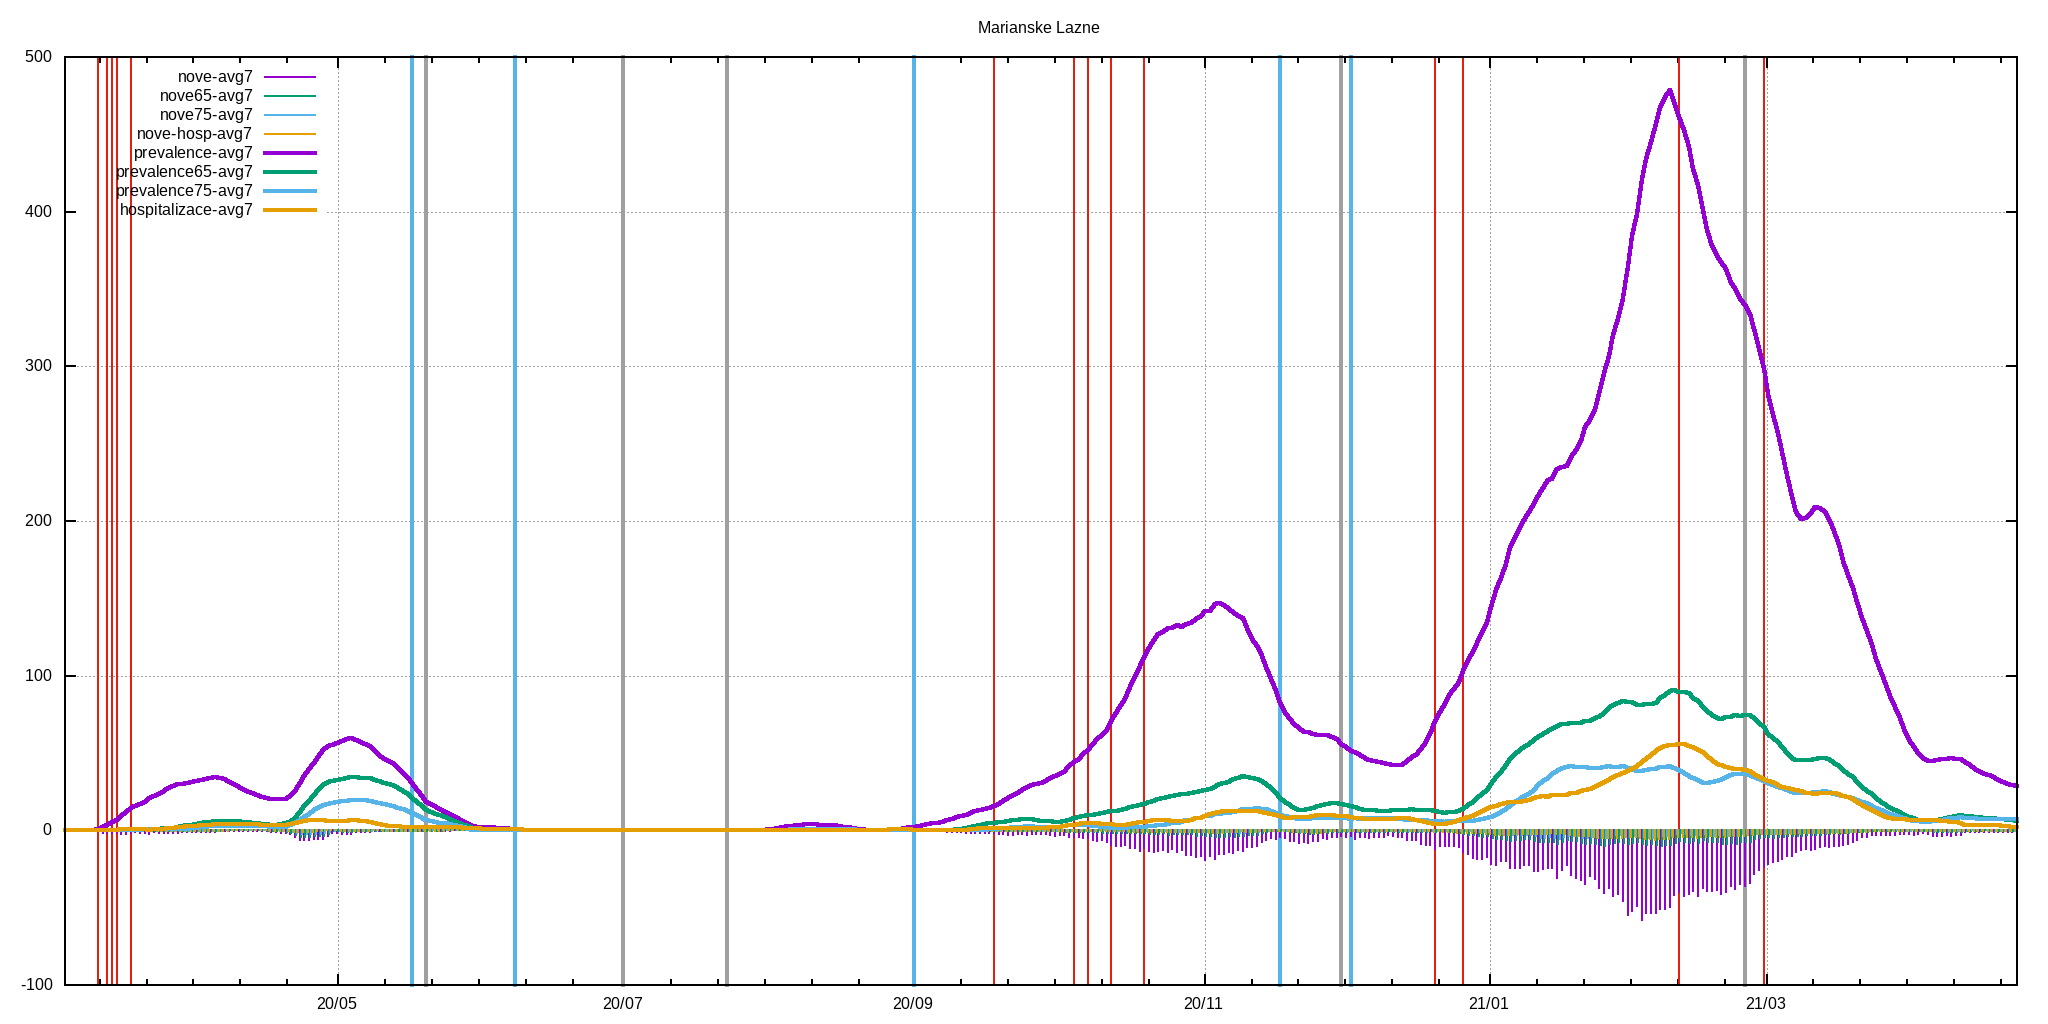 Marianske Lazne
500
nove-avg7
nove65-avg7
nove75-avg7
nove-hosp-avg7
prevalence-avg7
prevalence65-avg7
prevalence75-avg7
hospitalizace-avg7
400
300
200
100
0
-100
20/05 20/07 20/09 20/11 21/01 21/03